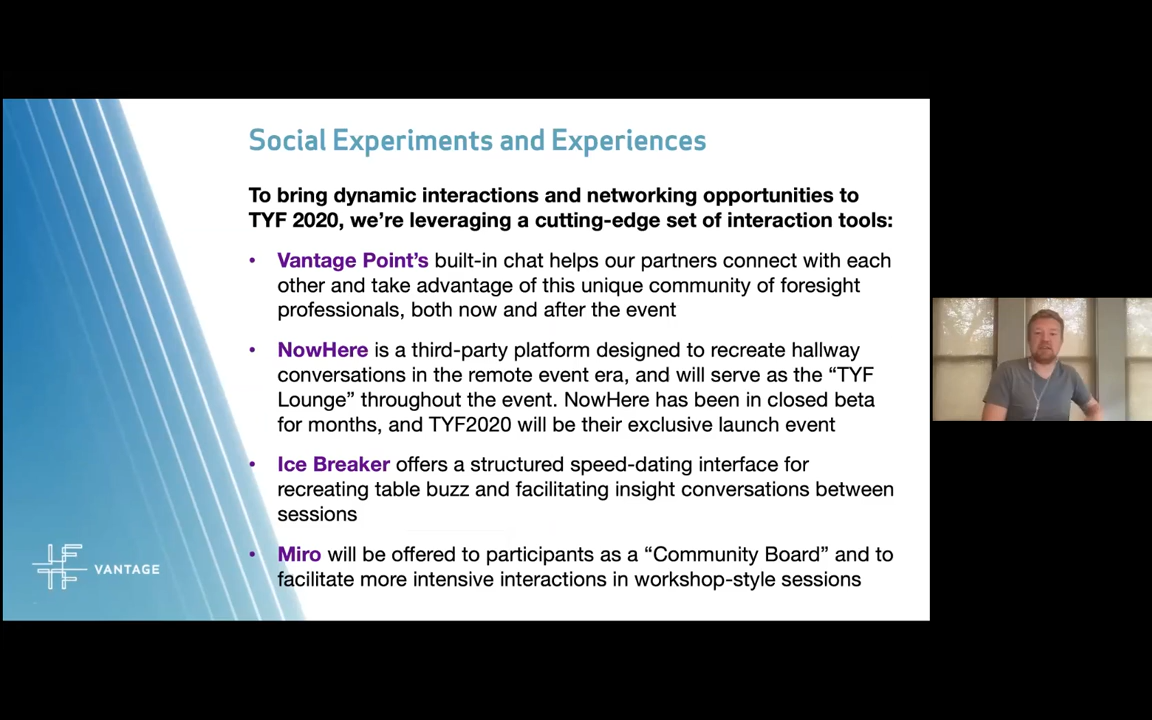 Social Experiments and Experiences
To bring dynamic interactions and networking opportunities to
TYF 2020, we’re leveraging a cutting-edge set of interaction tools:
• Vantage Point’s built-in chat helps our partners connect with each
other and take advantage of this unique community of foresight
professionals, both now and after the event
• NowHere is a third-party platform designed to recreate hallway
conversations in the remote event era, and will serve as the “TYF
Lounge” throughout the event. NowHere has been in closed beta
for months, and TYF2020 will be their exclusive launch event
• Ice Breaker offers a structured speed-dating interface for
recreating table buzz and facilitating insight conversations between
sessions
• Miro will be offered to participants as a “Community Board” and to
facilitate more intensive interactions in workshop-style sessions
IFTF VANTAGE